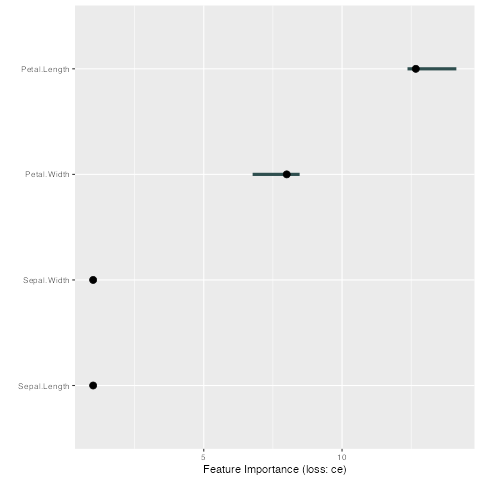 Petal.Length
Petal.Width
Sepal.Width
Sepal.Length
5 10
Feature Importance (loss: ce)